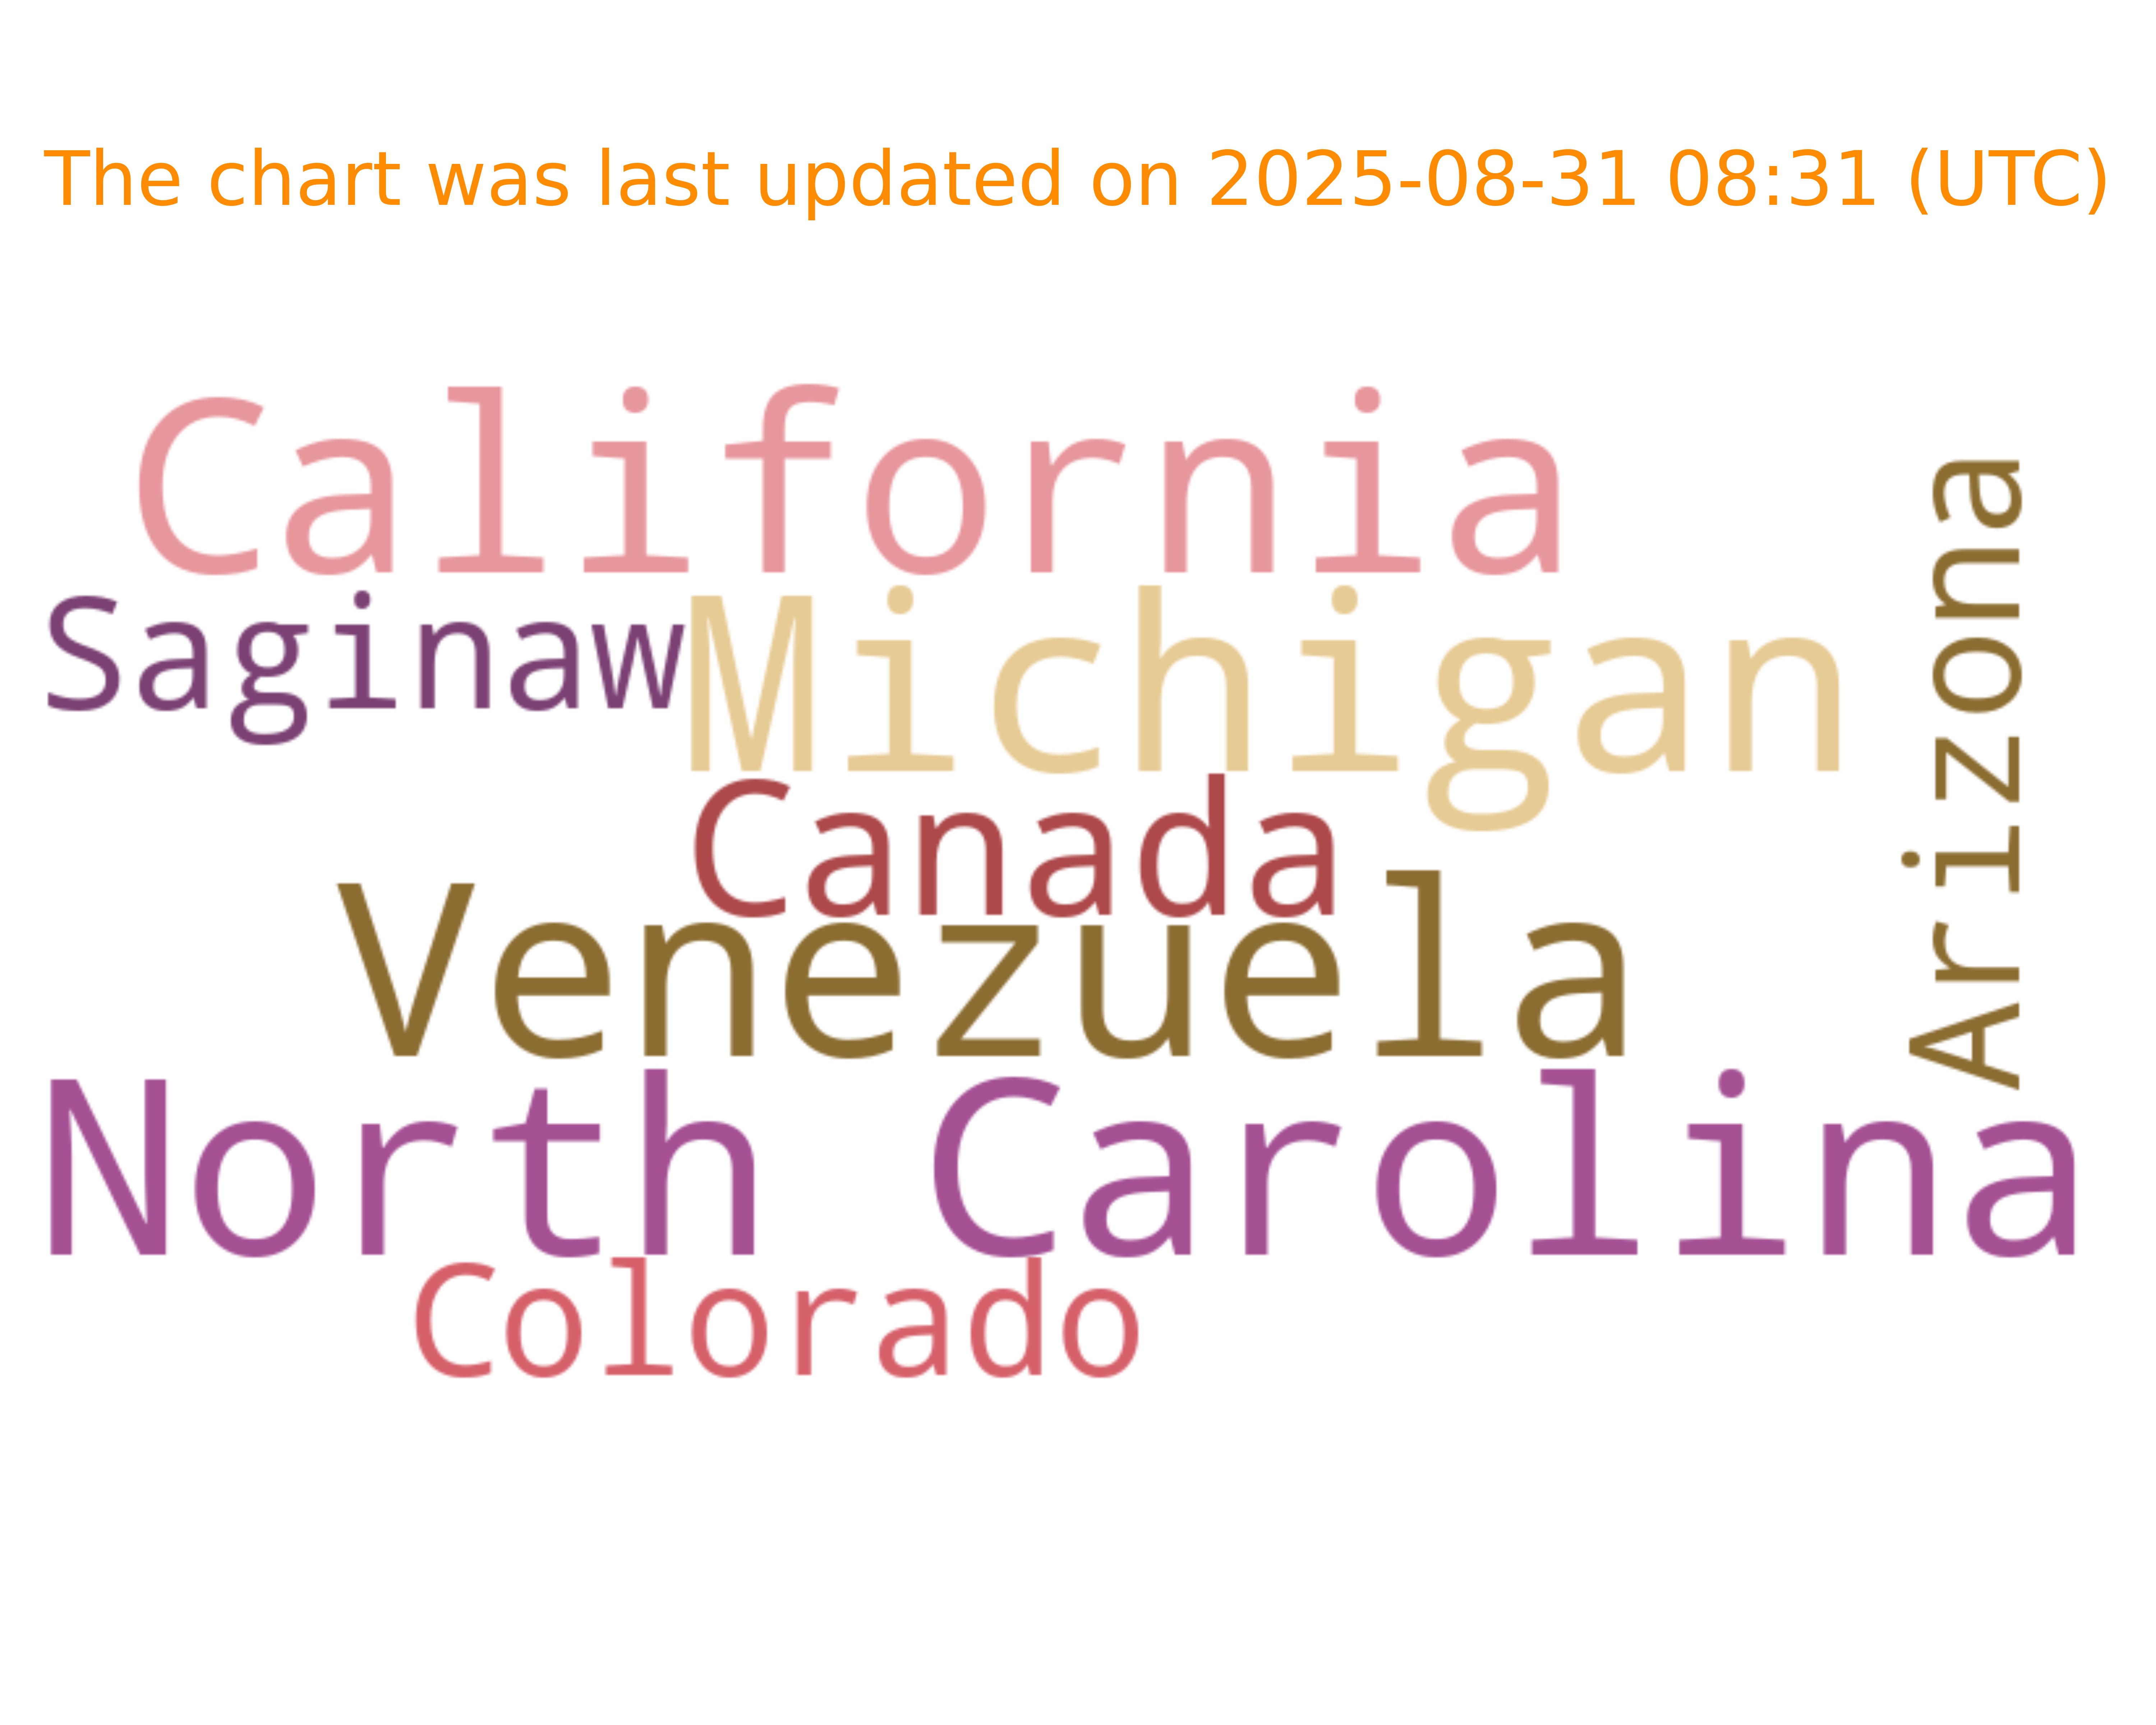 The chart was last updated on 2025-08-31 08:31 (UTC)
California
Arizona
Saginaw
Michigan
Canada
Venezuela
North Carolina
Colorado